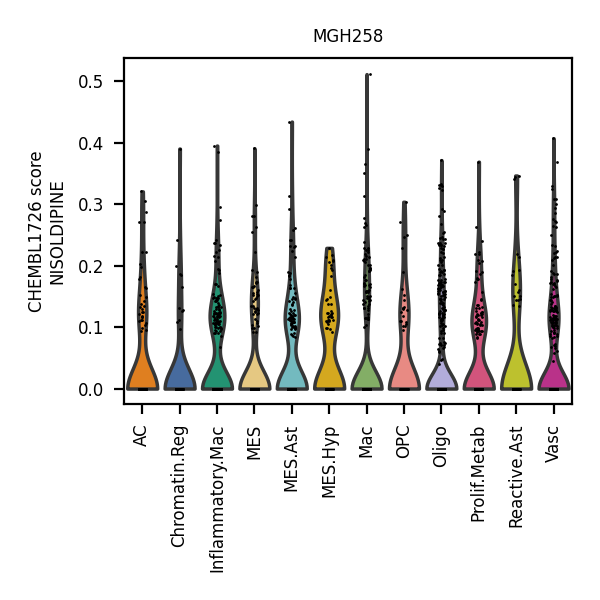 MGH258
CHEMBL1726 score
NISOLDIPINE
0.5
0.4
0.3
0.2
0.1
0.0
AC
Chromatin.Reg
Inflammatory.Mac
MES
MES.Ast
MES.Hyp
Mac
OPC
Oligo
Prolif.Metab
Reactive.Ast
Vasc